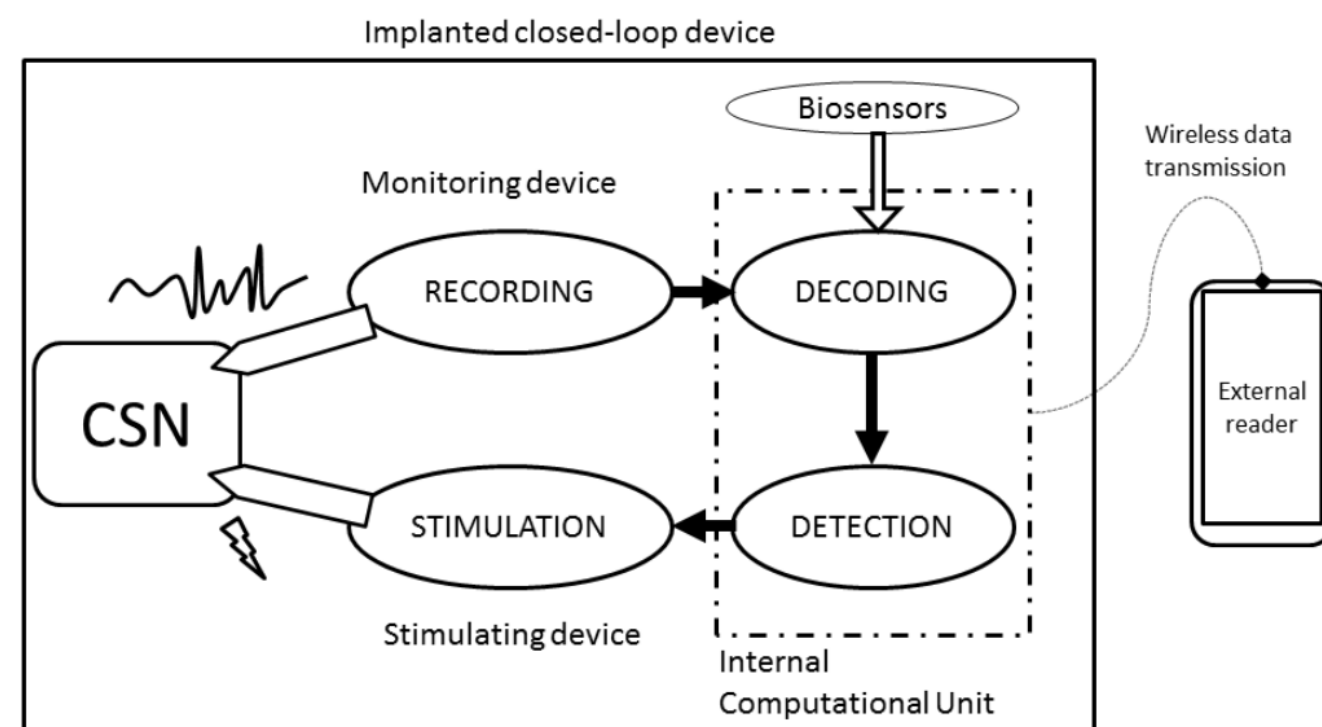 Implanted closed-loop device
Biosensors
Wireless data
transmission
Monitoring device
RECORDING
DECODING
CSN
External
reader
STIMULATION
DETECTION
Stimulating device
Internal
Computational Unit